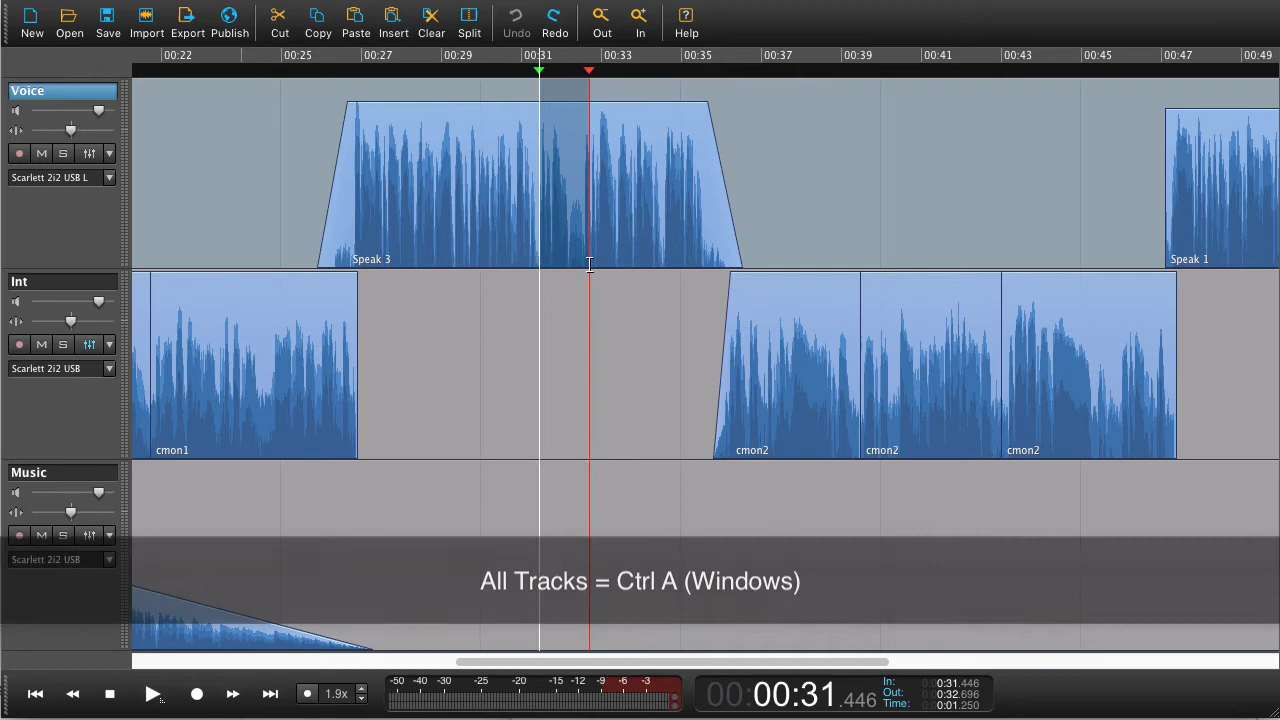 New Open Save Import Export Publish Cut Copy Paste Insert Clear Split Undo Redo Out In Help
00:22 00:25 00:27 00:29 00:31 00:33 00:35 00:37 00:39 00:41 00:43 00:45 00:47 00:49
Voice
M S
Scarlett 2i2 USB L
Speak 3 Speak 1
Int
M S
Scarlett 2i2 USB
cmon1 cmon2 cmon2 cmon2
Music
M S
Scarlett 2i2 USB
All Tracks = Ctrl A (Windows)
1.9x
-50 -40 -30 -25 -20 -15 -12 -9 -6 -3
00:00:31.446
In: 0:31.446
Out: 0:32.696
Time: 0:01.250